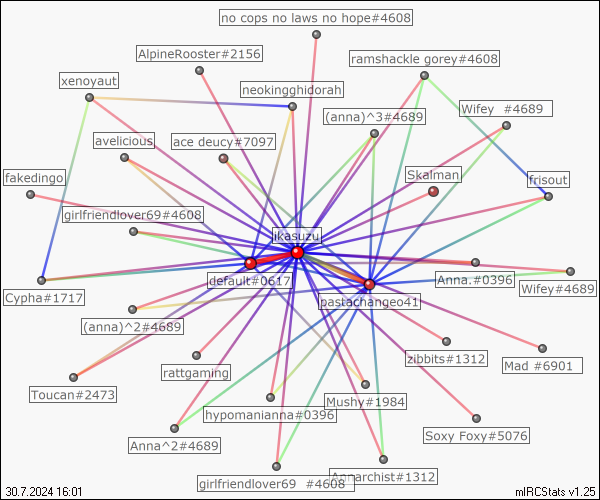 no cops no laws no hope#4608
AlpineRooster#2156
ramshackle gorey#4608
xenoyaut
neokingghidorah
(anna)^3#4689
Wifey #4689
avelicious
ace deucy#7097
fakedingo
Skalman
frisout
girlfriendlover69#4608
ikasuzu
default#0617
Anna.#0396
Cypha#1717
pastachangeo41
Wifey#4689
(anna)^2#4689
zibbits#1312
Mad #6901
rattgaming
Toucan#2473
Mushy#1984
hypomanianna#0396
Soxy Foxy#5076
Anna^2#4689
Annarchist#1312
girlfriendlover69 #4608
30.7.2024 16:01
mIRCStats v1.25